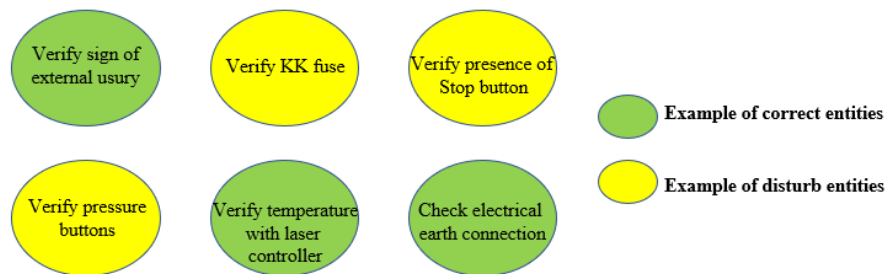 Verify sign of
external usury
Verify KK fuse
Verify presence of
Stop button
Verify pressure
buttons
Verify temperature
with laser
controller
Check electrical
earth connection
Example of correct entities
Example of disturb entities